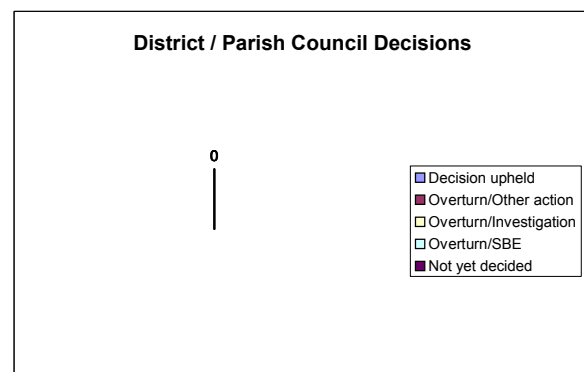 District / Parish Council Decisions
0
Decision upheld
Overturn/Other action
Overturn/Investigation
Overturn/SBE
Not yet decided